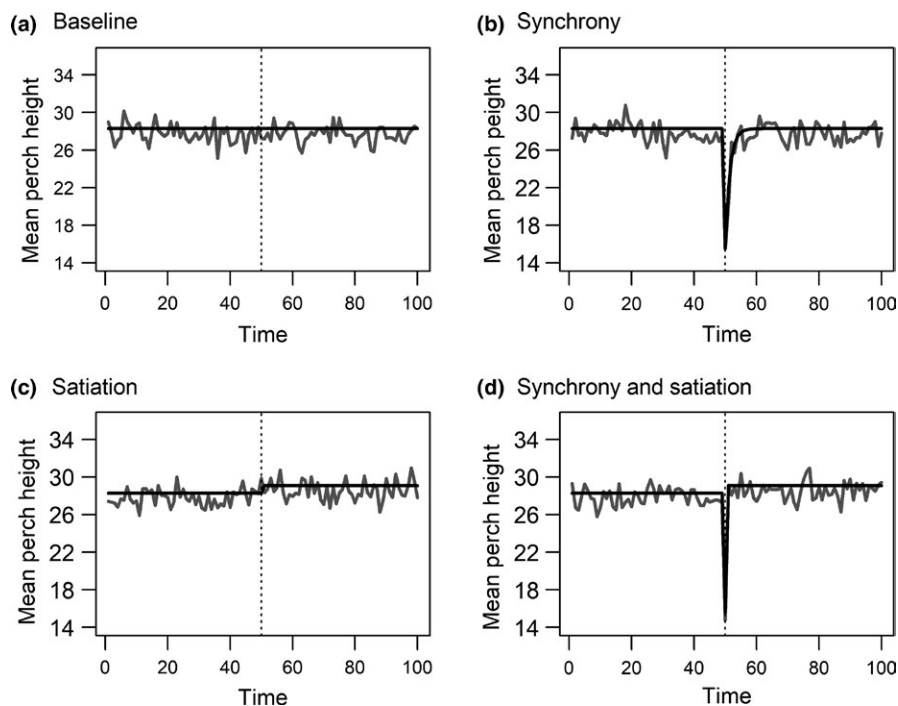 (a) Baseline
Mean perch height
34
30
26
22
18
14
0 20 40 60 80 100
Time
(b) Synchrony
Mean perch peight
34
30
26
22
18
14
0 20 40 60 80 100
Time
(c) Satiation
Mean perch height
34
30
26
22
18
14
0 20 40 60 80 100
Time
(d) Synchrony and satiation
Mean perch height
34
30
26
22
18
14
0 20 40 60 80 100
Time